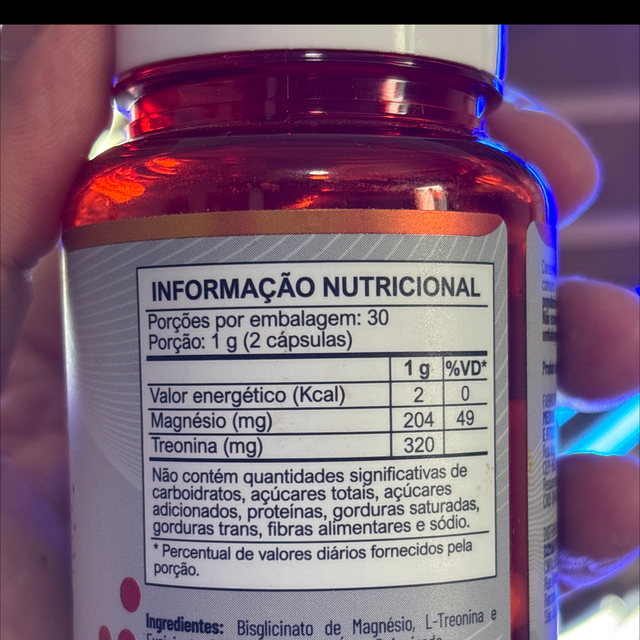 INFORMAÇÃO NUTRICIONAL
Porções por embalagem: 30
Porção: 1 g (2 cápsulas)
1 g %VD*
Valor energético (Kcal) 2 0
Magnésio (mg) 204 49
Treonina (mg) 320
Não contém quantidades significativas de
carboidratos, açúcares totais, açúcares
adicionados, proteínas, gorduras saturadas,
gorduras trans, fibras alimentares e sódio.
* Percentual de valores diários fornecidos pela
porção.
Ingredientes: Bisglicinato de Magnésio, L-Treonina e